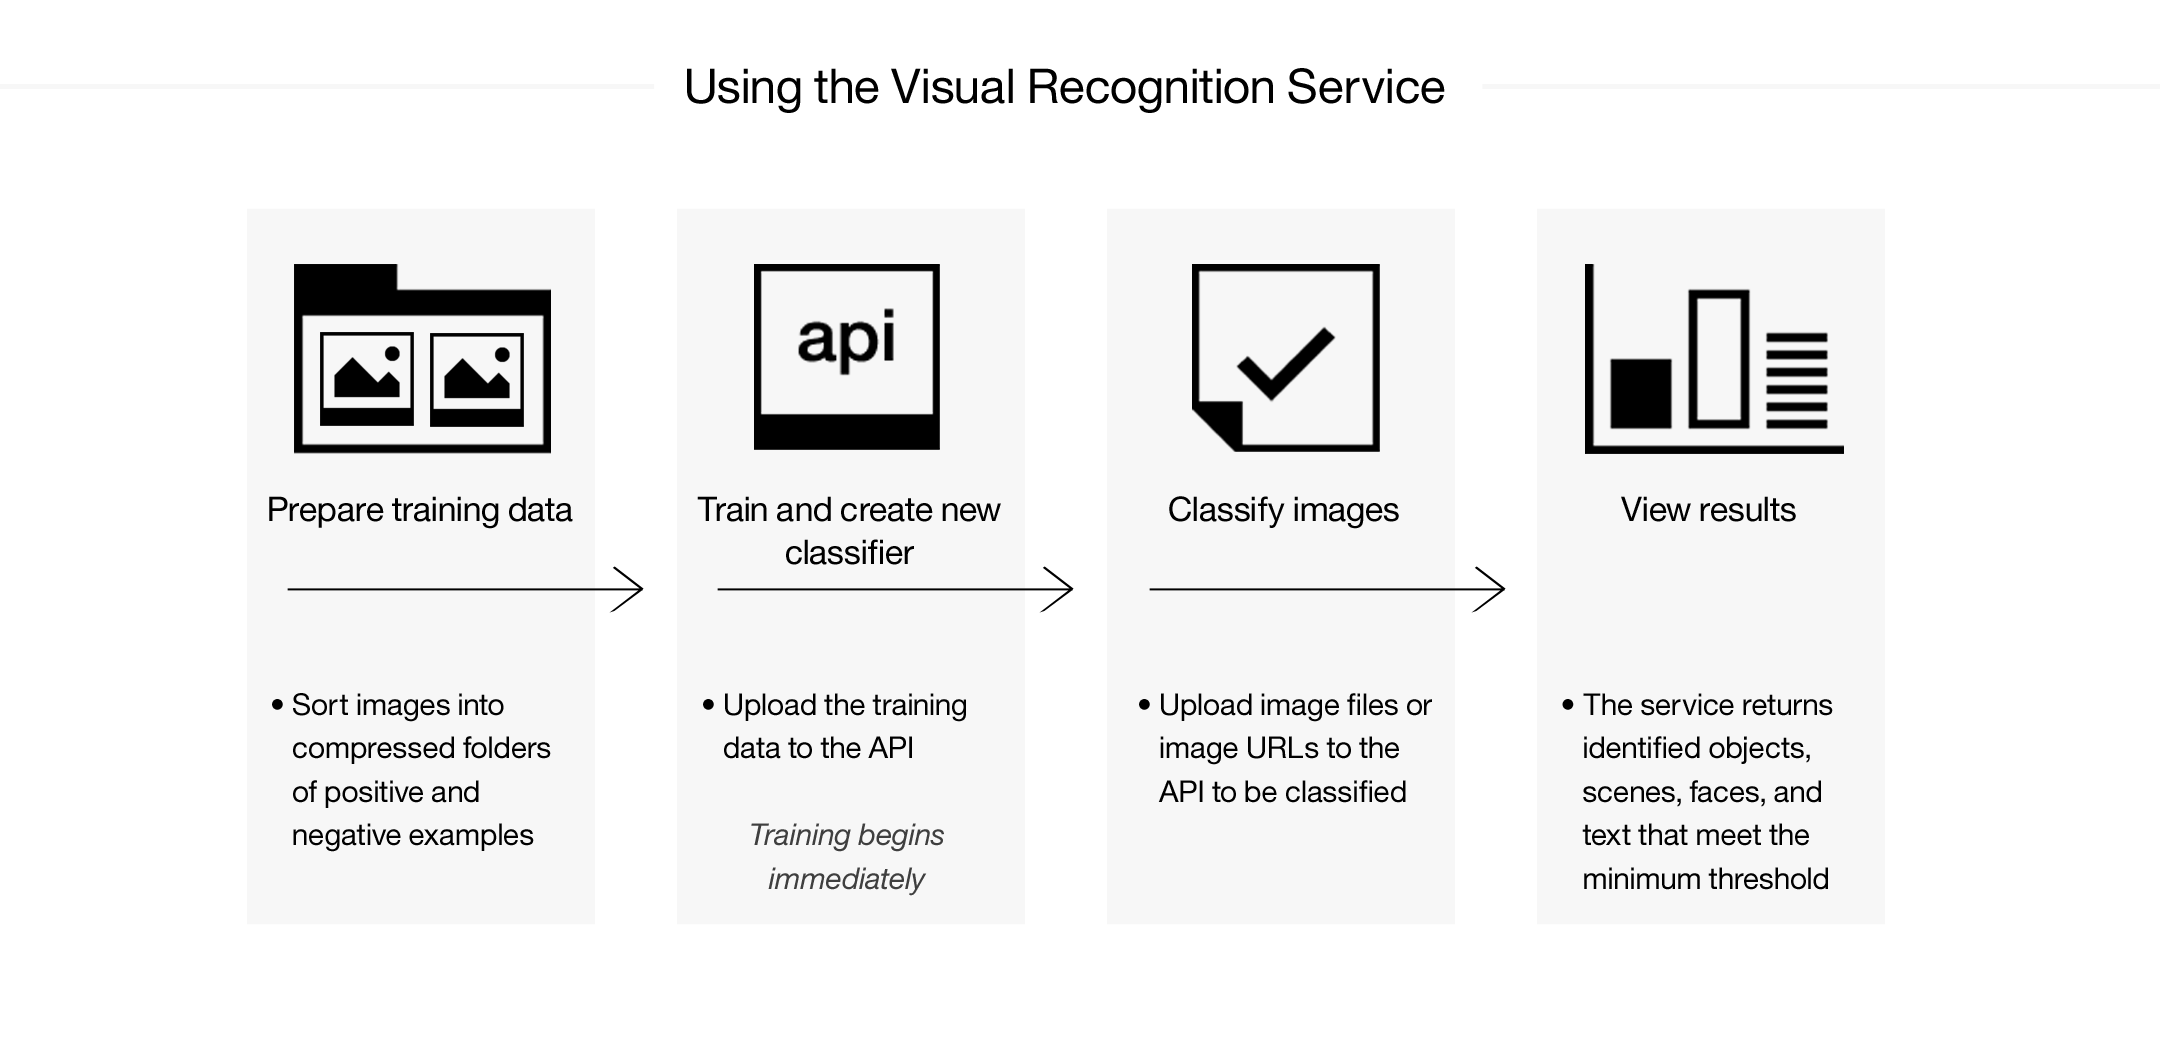 Using the Visual Recognition Service
api
Prepare training data
Train and create new
classifier
Classify images
View results
• Sort images into
compressed folders
of positive and
negative examples
• Upload the training
data to the API
Training begins
immediately
• Upload image files or
image URLs to the
API to be classified
• The service returns
identified objects,
scenes, faces, and
text that meet the
minimum threshold